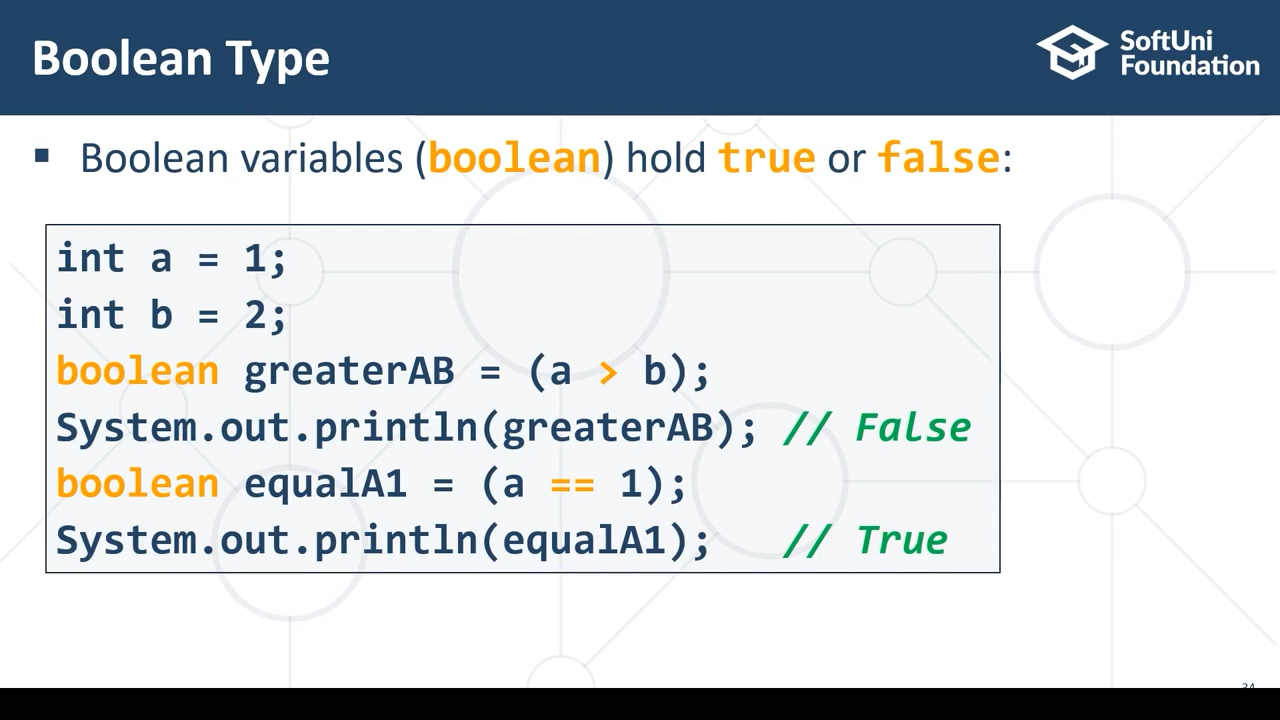 Boolean Type
SoftUni
Foundation
▪ Boolean variables (boolean) hold true or false:
int a = 1;
int b = 2;
boolean greaterAB = (a > b);
System.out.println(greaterAB); // False
boolean equalA1 = (a == 1);
System.out.println(equalA1);   // True